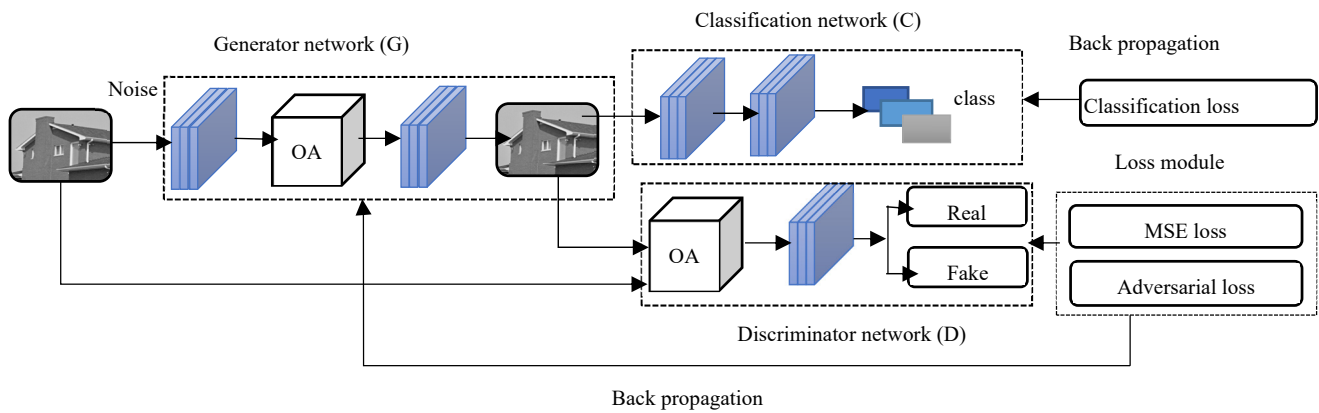 Classification network (C)
Generator network (G)
Back propagation
Noise
OA
class
Classification loss
Loss module
OA
Real
Fake
MSE loss
Adversarial loss
Discriminator network (D)
Back propagation